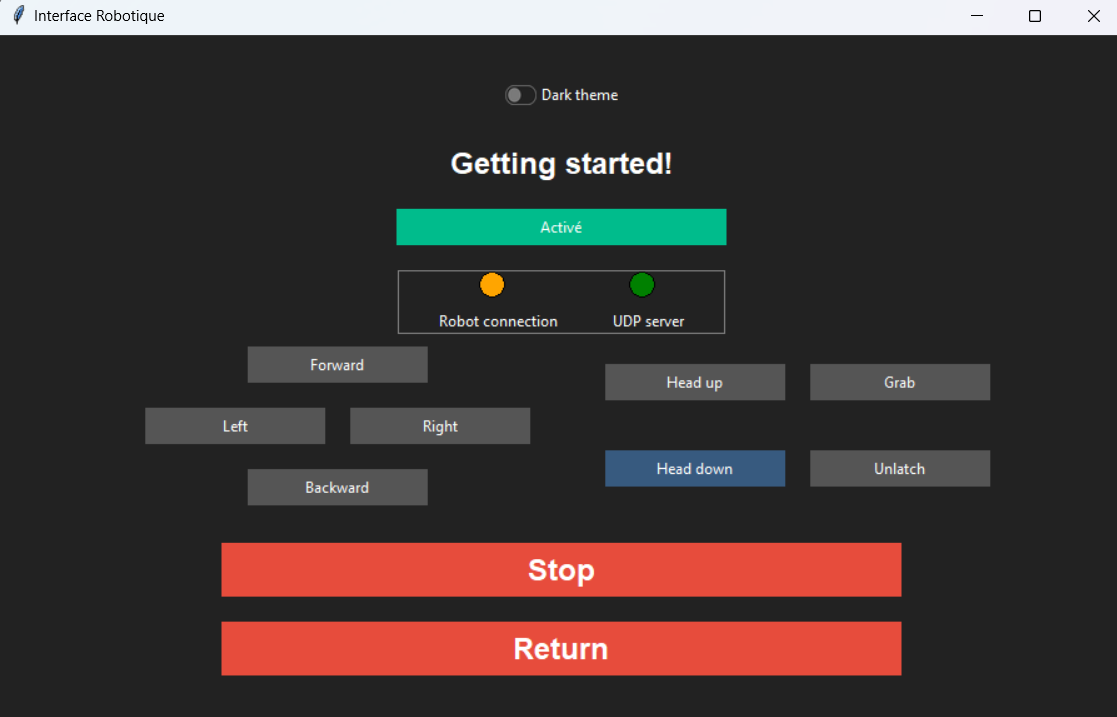 Interface Robotique
Dark theme
Getting started!
Activé
Robot connection UDP server
Forward
Head up Grab
Left Right
Head down Unlatch
Backward
Stop
Return